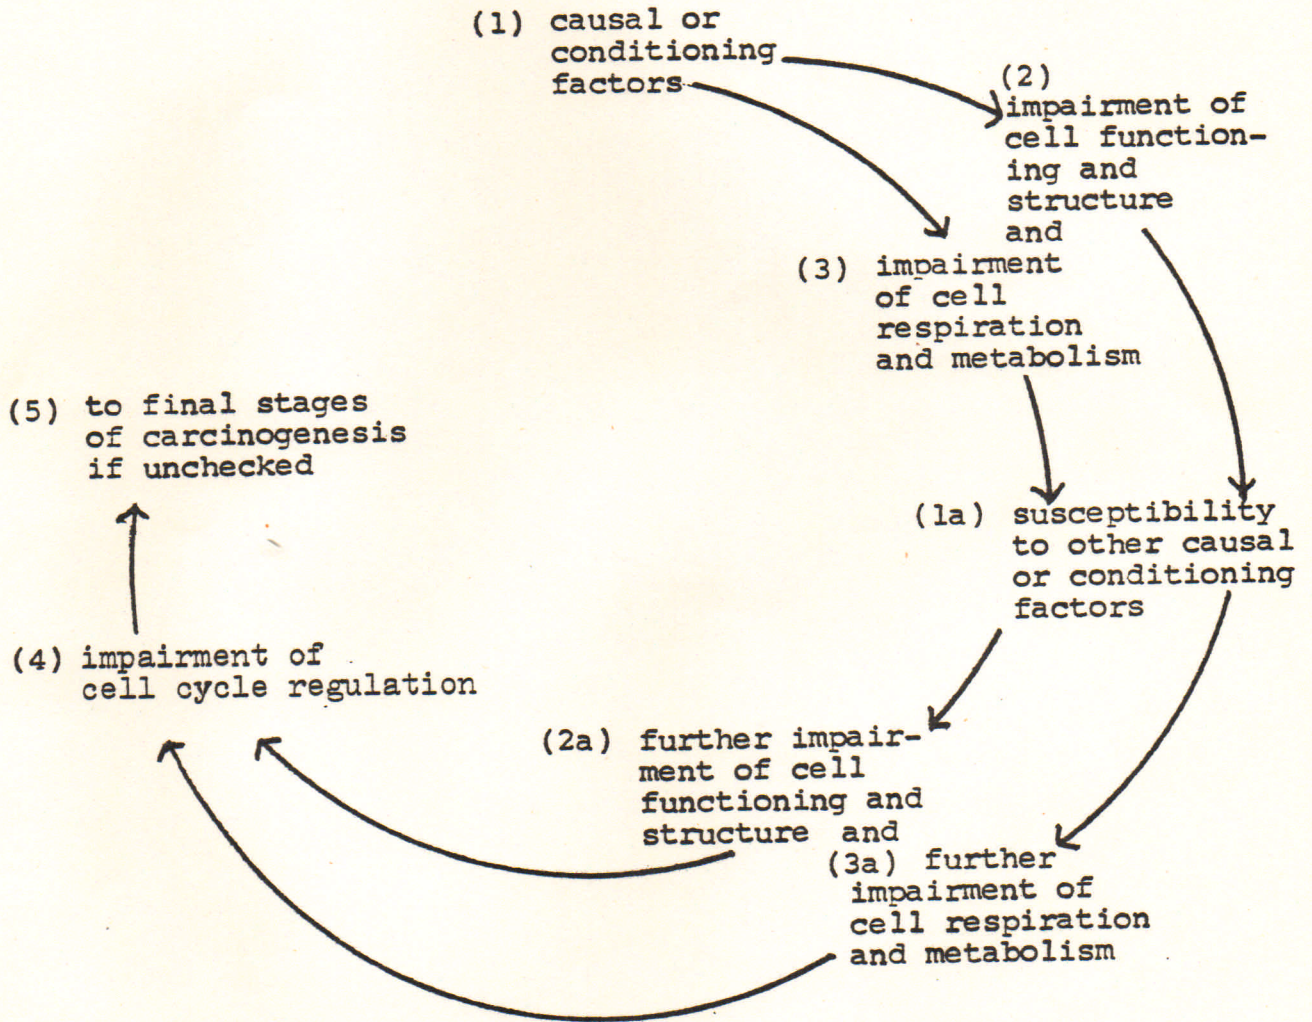 (1) causal or
conditioning
factors
(2)
impairment of
cell function-
ing and
structure
and
(3) impairment
of cell
respiration
and metabolism
(1a) susceptibility
to other causal
or conditioning
factors
(2a) further impair-
ment of cell
functioning and
structure and
(3a) further
impairment of
cell respiration
and metabolism
(4) impairment of
cell cycle regulation
(5) to final stages
of carcinogenesis
if unchecked